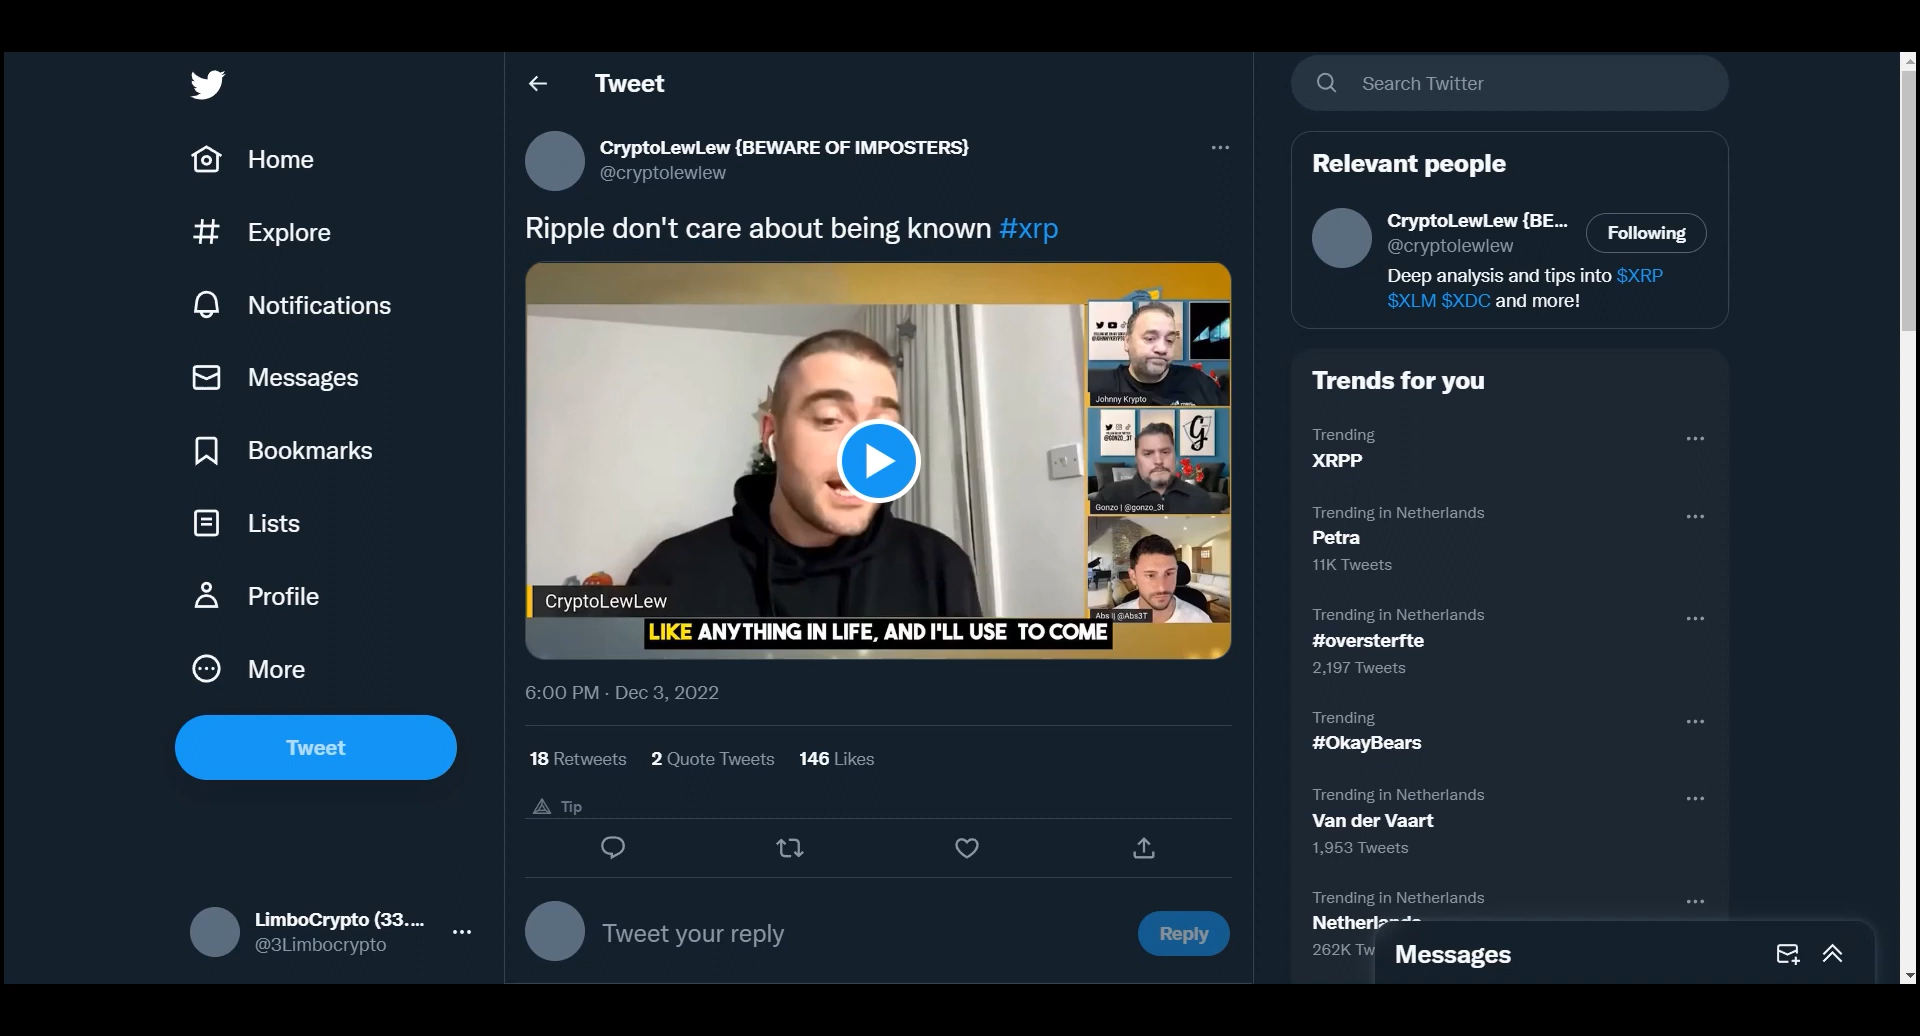 Home
Explore
Notifications
Messages
Bookmarks
Lists
Profile
More
Tweet
LimboCrypto (33....
@3Limbocrypto
Tweet
CryptoLewLew {BEWARE OF IMPOSTERS}
@cryptolewlew
Ripple don't care about being known #xrp
Johnny Krypto
@GONZO_3T
G
Gonzo | @gonzo_3t
Abs || @Abs3T
CryptoLewLew
LIKE ANYTHING IN LIFE, AND I'LL USE TO COME
6:00 PM · Dec 3, 2022
18 Retweets 2 Quote Tweets 146 Likes
Tip
Tweet your reply
Reply
Search Twitter
Relevant people
CryptoLewLew {BE...
@cryptolewlew
Following
Deep analysis and tips into $XRP
$XLM $XDC and more!
Trends for you
Trending
XRPP
Trending in Netherlands
Petra
11K Tweets
Trending in Netherlands
#oversterfte
2,197 Tweets
Trending
#OkayBears
Trending in Netherlands
Van der Vaart
1,953 Tweets
Trending in Netherlands
Netherlands
262K Tw
Messages